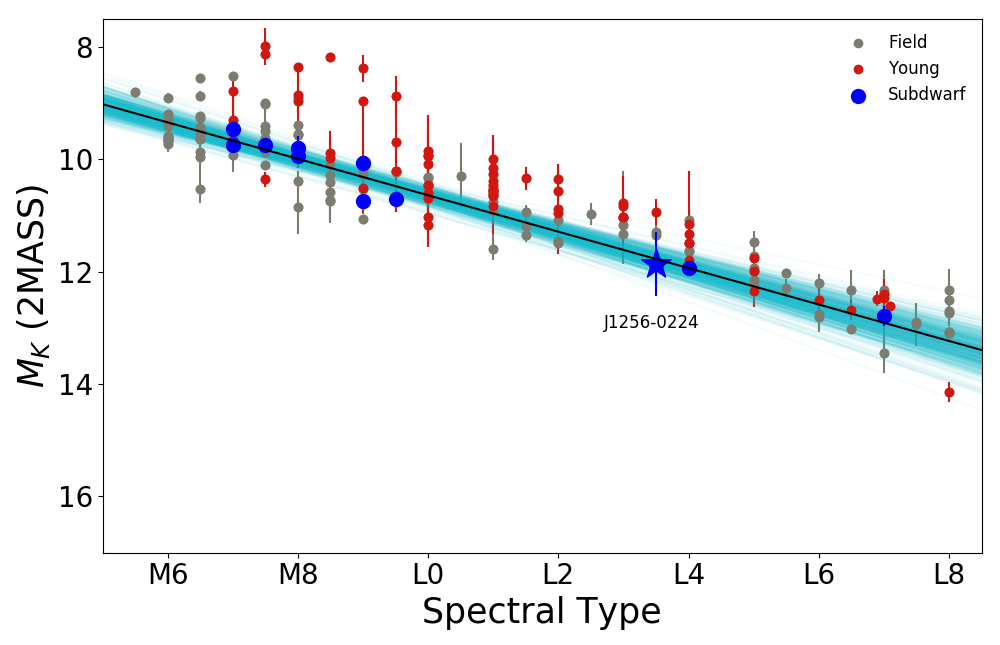 Field
Young
Subdwarf
8
10
12
14
16
M_K (2MASS)
J1256-0224
M6 M8 L0 L2 L4 L6 L8
Spectral Type